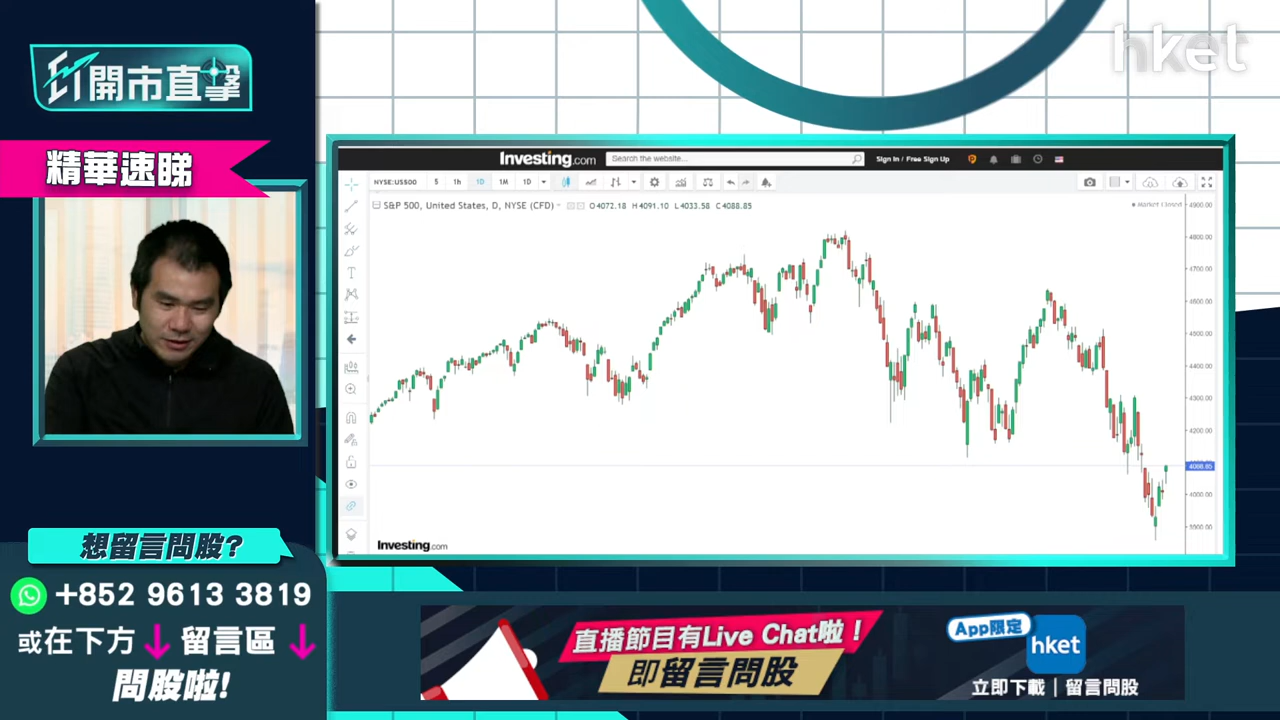 ET開市直擊
hket
精華速睇
Investing.com
Search the website...
Sign In / Free Sign Up
NYSE:US500 5 1h 1D 1M 1D
S&P 500, United States, D, NYSE (CFD) O4072.18 H4091.10 L4033.58 C4088.85
Market Closed
4900.00
4800.00
4700.00
4600.00
4500.00
4400.00
4300.00
4200.00
4088.85
4000.00
3900.00
Investing.com
想留言問股?
+852 9613 3819
或在下方 留言區
問股啦!
直播節目有Live Chat啦！
即留言問股
App限定
hket
立即下載｜留言問股